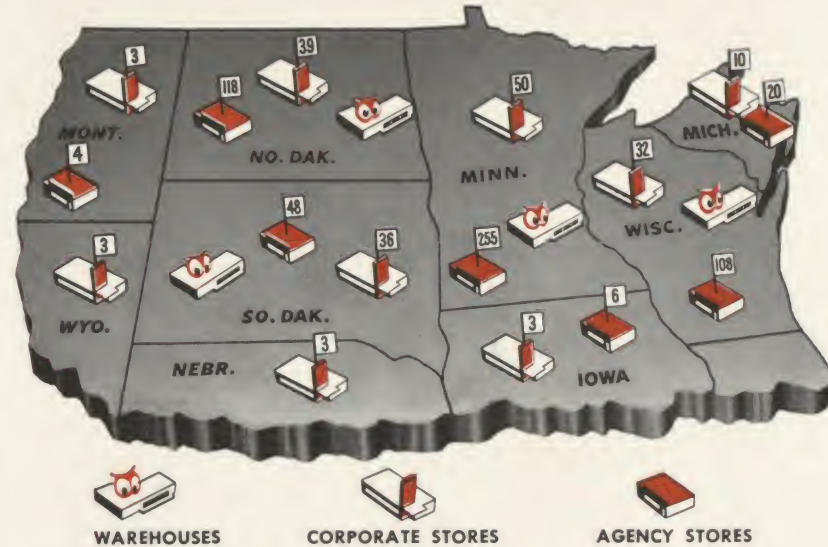 3
39
118
50
10
20
MONT.
NO. DAK.
MICH.
4
MINN.
32
48
WISC.
3
36
255
108
6
WYO.
SO. DAK.
3
3
NEBR.
IOWA
WAREHOUSES
CORPORATE STORES
AGENCY STORES